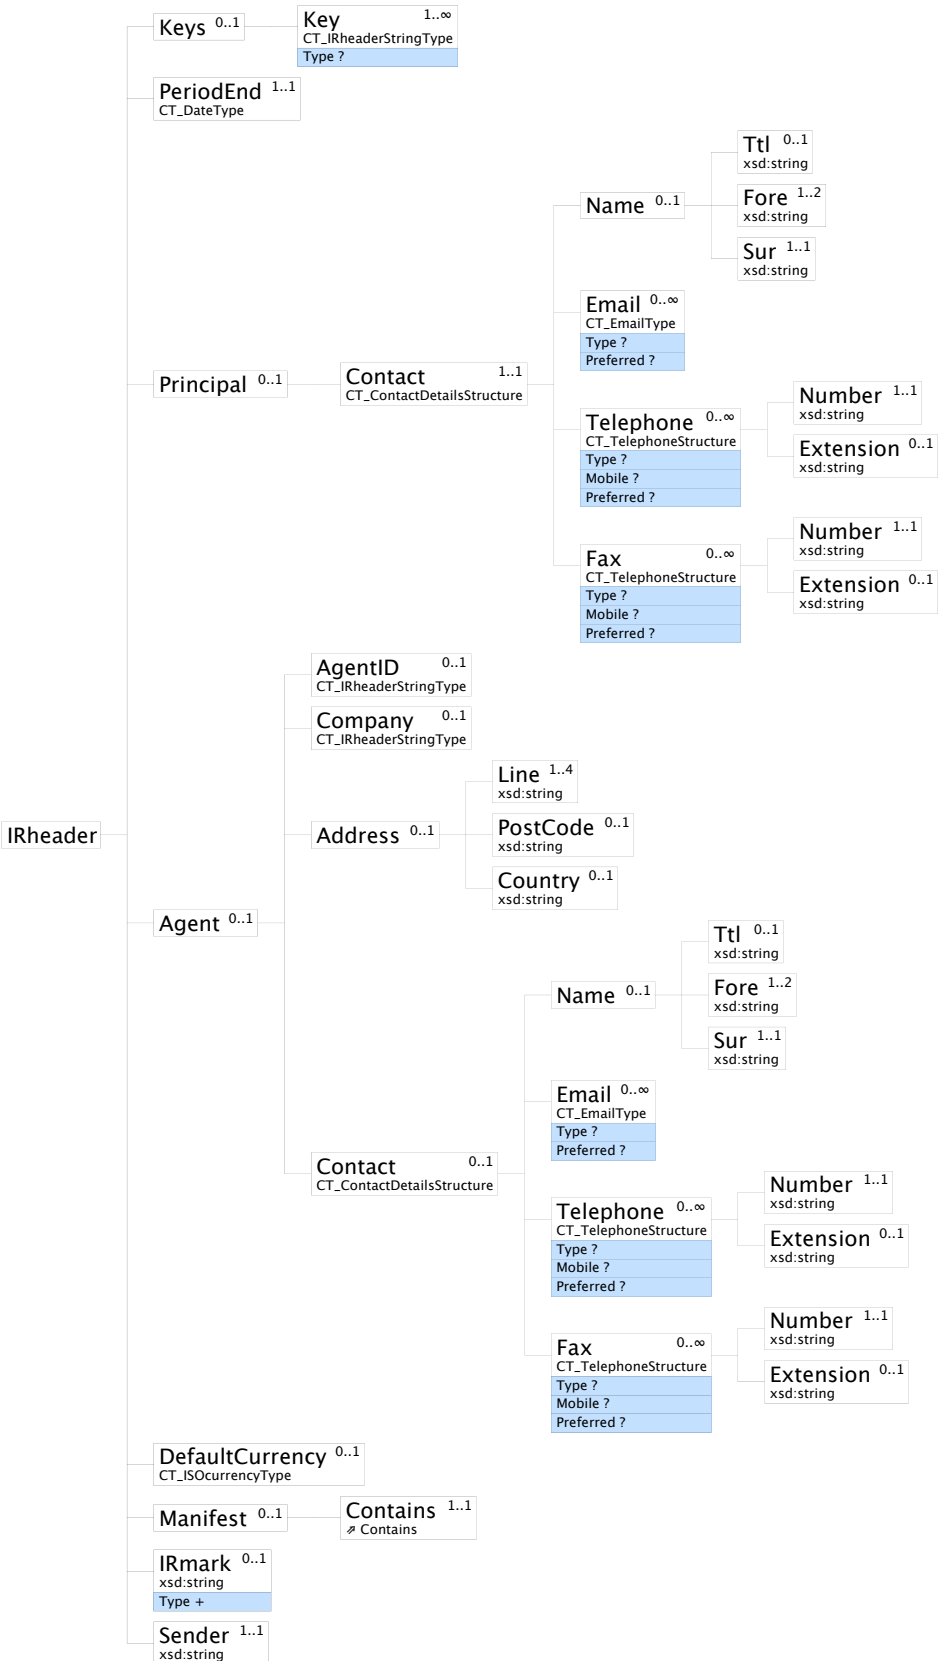 Keys 0..1
Key 1..∞
CT_IRheaderStringType
Type ?
PeriodEnd 1..1
CT_DateType
Ttl 0..1
xsd:string
Name 0..1
Fore 1..2
xsd:string
Sur 1..1
xsd:string
Email 0..∞
CT_EmailType
Type ?
Preferred ?
Principal 0..1
Contact 1..1
CT_ContactDetailsStructure
Telephone 0..∞
CT_TelephoneStructure
Type ?
Mobile ?
Preferred ?
Number 1..1
xsd:string
Extension 0..1
xsd:string
Fax 0..∞
CT_TelephoneStructure
Type ?
Mobile ?
Preferred ?
Number 1..1
xsd:string
Extension 0..1
xsd:string
AgentID 0..1
CT_IRheaderStringType
Company 0..1
CT_IRheaderStringType
IRheader
Address 0..1
Line 1..4
xsd:string
PostCode 0..1
xsd:string
Country 0..1
xsd:string
Agent 0..1
Ttl 0..1
xsd:string
Name 0..1
Fore 1..2
xsd:string
Sur 1..1
xsd:string
Email 0..∞
CT_EmailType
Type ?
Preferred ?
Contact 0..1
CT_ContactDetailsStructure
Telephone 0..∞
CT_TelephoneStructure
Type ?
Mobile ?
Preferred ?
Number 1..1
xsd:string
Extension 0..1
xsd:string
Fax 0..∞
CT_TelephoneStructure
Type ?
Mobile ?
Preferred ?
Number 1..1
xsd:string
Extension 0..1
xsd:string
DefaultCurrency 0..1
CT_ISOcurrencyType
Manifest 0..1
Contains 1..1
⇗ Contains
IRmark 0..1
xsd:string
Type +
Sender 1..1
xsd:string